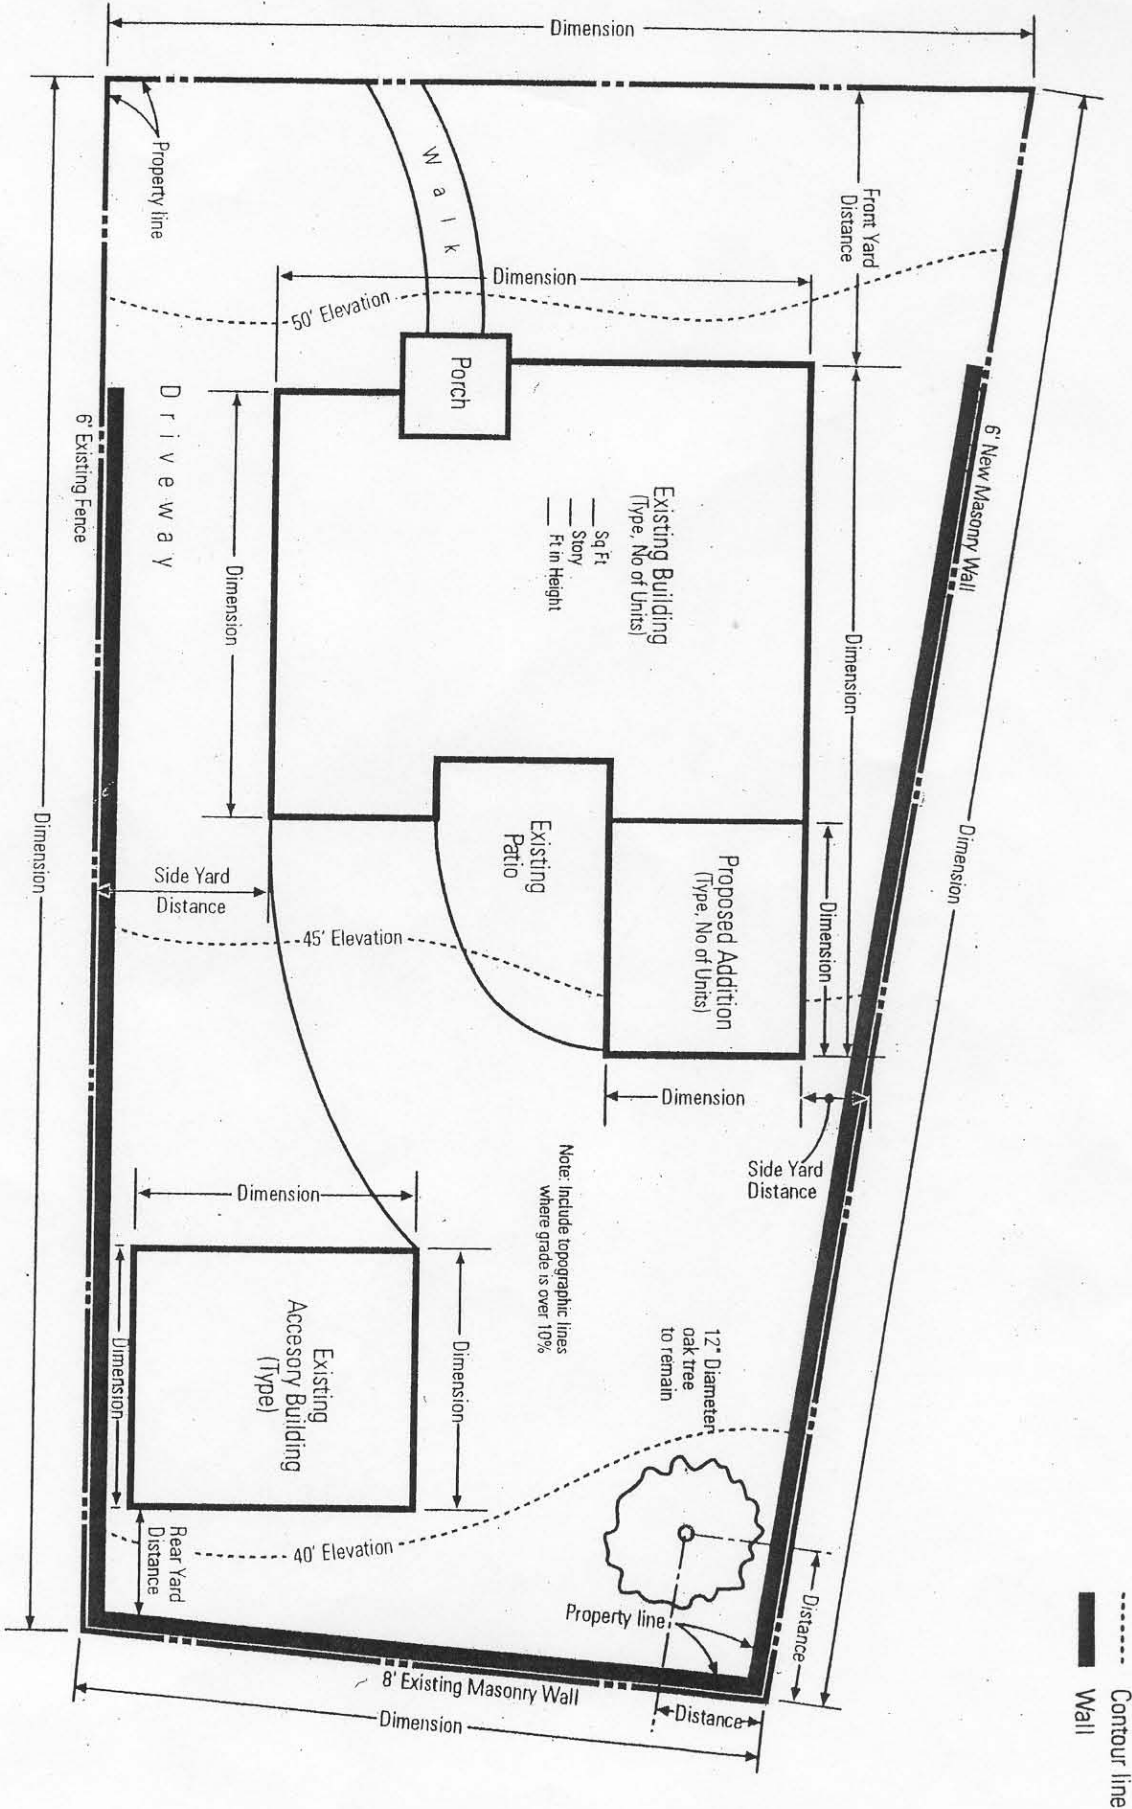 Dimension
Property line
Walk
Front Yard
Distance
Dimension
50' Elevation
Porch
Driveway
6' Existing Fence
6' New Masonry Wall
Existing Building
(Type, No of Units)
___ Sq Ft
___ Story
___ Ft in Height
Dimension
Dimension
Dimension
Dimension
Side Yard
Distance
Existing
Patio
Proposed Addition
(Type, No of Units)
Dimension
45' Elevation
Dimension
Side Yard
Distance
Note: Include topographic lines
where grade is over 10%
Dimension
Existing
Accesory Building
(Type)
Dimension
Dimension
12" Diameter
oak tree
to remain
40' Elevation
Rear Yard
Distance
Property line
Distance
Distance
8' Existing Masonry Wall
Dimension
Contour line
Wall